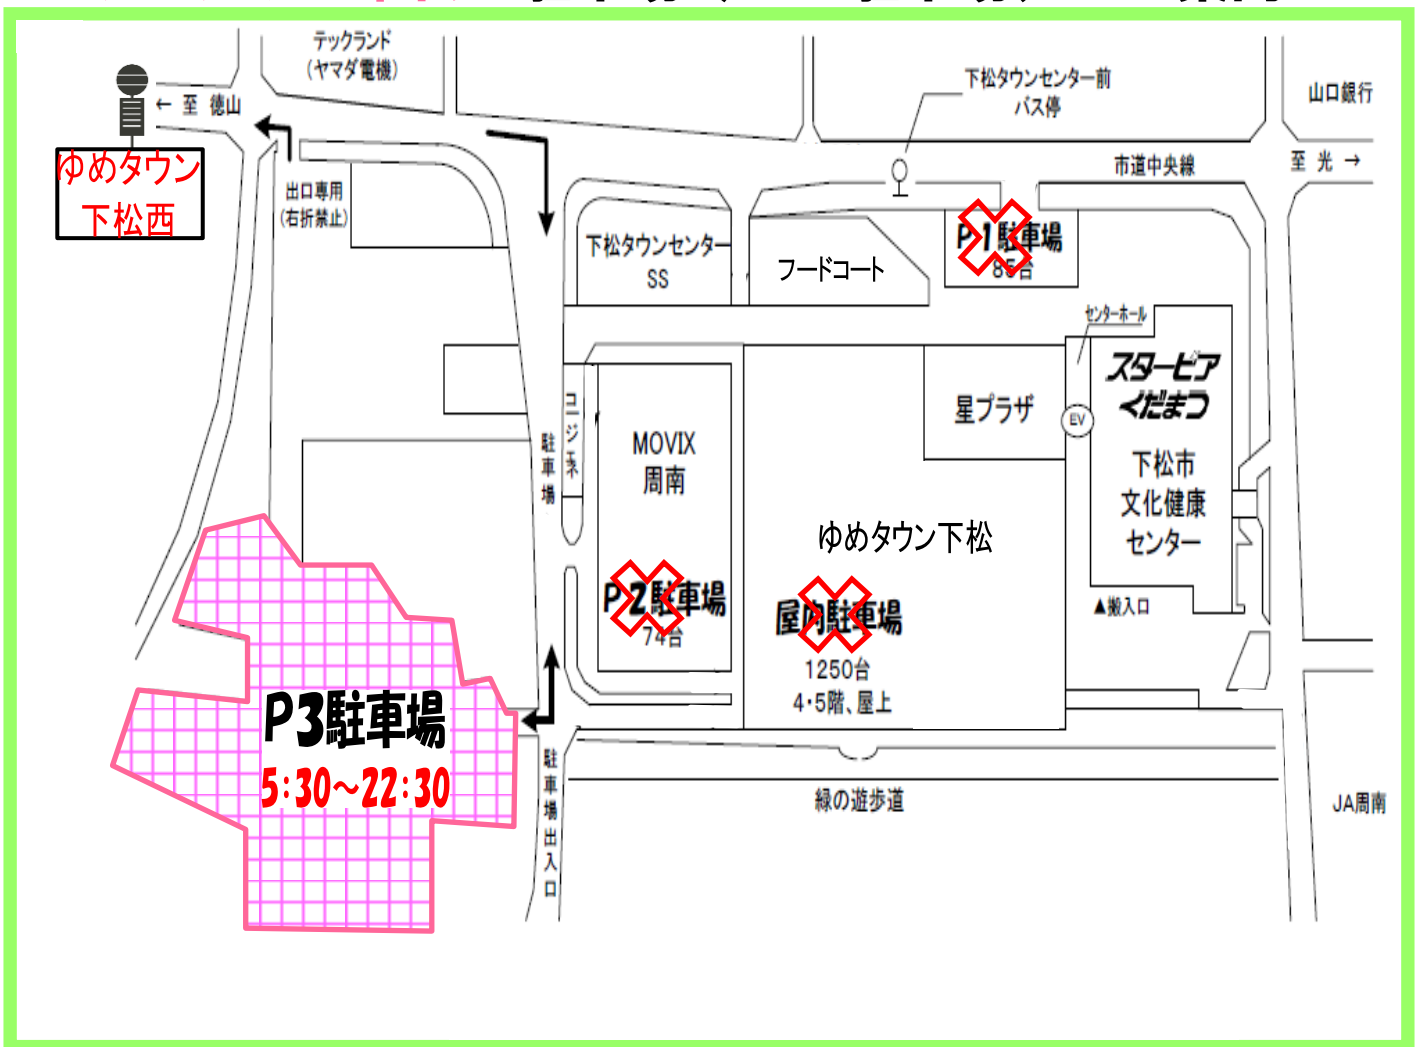 テックランド
(ヤマダ電機)
← 至 徳山
ゆめタウン
下松西
出口専用
(右折禁止)
下松タウンセンター前
バス停
山口銀行
市道中央線
至 光 →
下松タウンセンター
SS
フードコート
P1駐車場
85台
センターホール
スターピア
くだまつ
星プラザ
EV
下松市
文化健康
センター
▲搬入口
コジマ
駐車場
MOVIX
周南
P2駐車場
74台
ゆめタウン下松
屋内駐車場
1250台
4・5階、屋上
P3駐車場
5:30～22:30
駐車場出入口
緑の遊歩道
JA周南